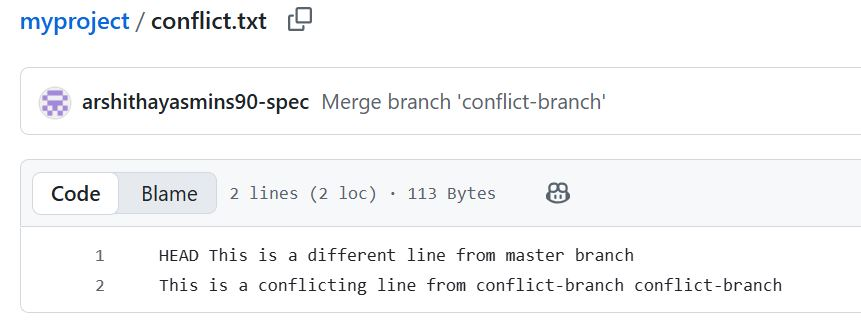 myproject / conflict.txt
arshithayasmins90-spec Merge branch 'conflict-branch'
Code Blame 2 lines (2 loc) · 113 Bytes
1 HEAD This is a different line from master branch
2 This is a conflicting line from conflict-branch conflict-branch